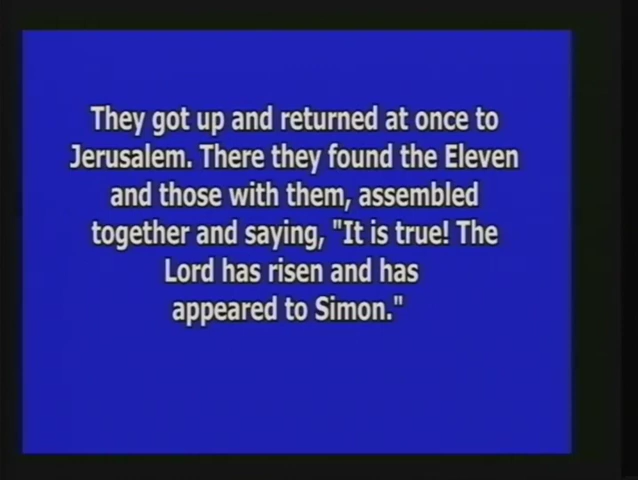 They got up and returned at once to
Jerusalem. There they found the Eleven
and those with them, assembled
together and saying, "It is true! The
Lord has risen and has
appeared to Simon."